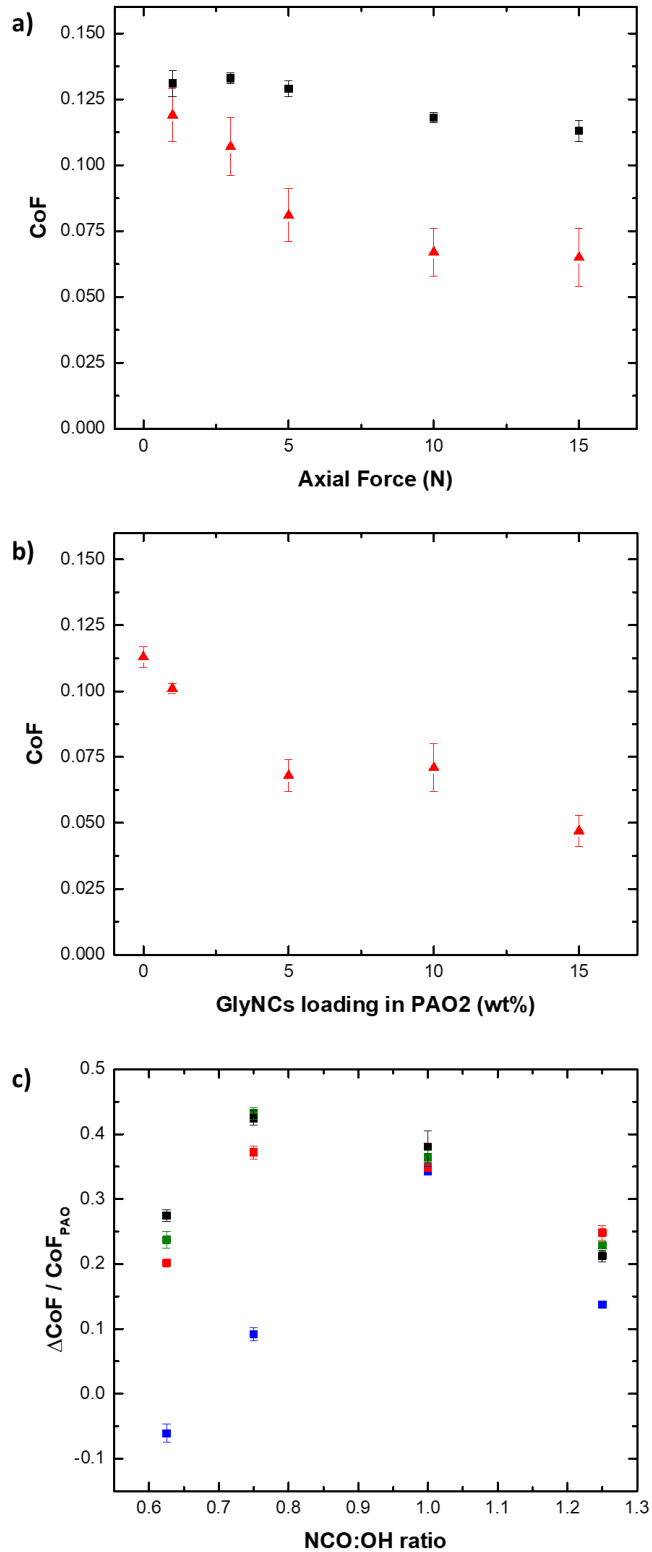 a)
0.150
0.125
0.100
0.075
0.050
0.025
0.000
CoF
0 5 10 15
Axial Force (N)
b)
0.150
0.125
0.100
0.075
0.050
0.025
0.000
CoF
0 5 10 15
GlyNCs loading in PAO2 (wt%)
c)
0.5
0.4
0.3
0.2
0.1
0.0
-0.1
ΔCoF / CoF_PAO
0.6 0.7 0.8 0.9 1.0 1.1 1.2 1.3
NCO:OH ratio